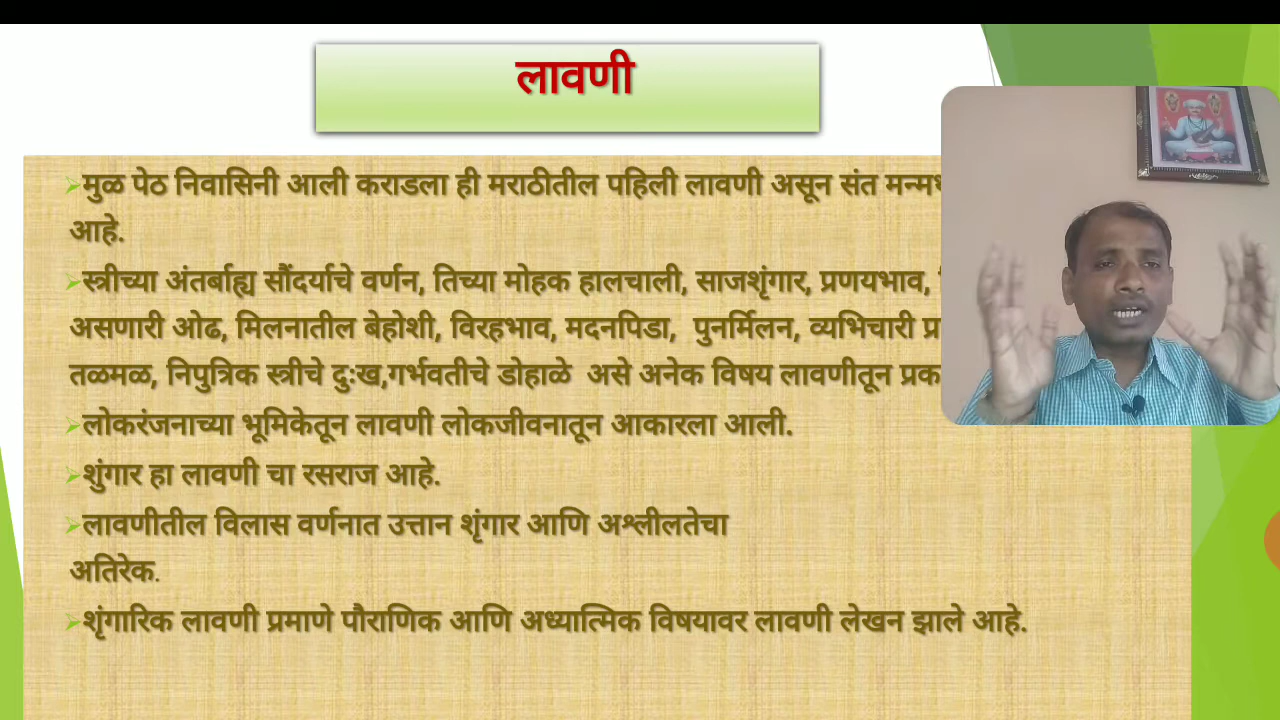 लावणी
मुळ पेठ निवासिनी आली कराडला ही मराठीतील पहिली लावणी असून संत
आहे.
स्त्रीच्या अंतर्बाह्य सौंदर्याचे वर्णन, तिच्या मोहक हालचाली, साजशृंगार, प्रणयभाव,
असणारी ओढ, मिलनातील बेहोशी, विरहभाव, मदनपिडा, पुनर्मिलन, व्यभिचारी
तळमळ, निपुत्रिक स्त्रीचे दुःख,गर्भवतीचे डोहाळे असे अनेक विषय लावणीतून
लोकरंजनाच्या भूमिकेतून लावणी लोकजीवनातून आकारला आली.
शुंगार हा लावणी चा रसराज आहे.
लावणीतील विलास वर्णनात उत्तान शृंगार आणि अश्लीलतेचा
अतिरेक.
शृंगारिक लावणी प्रमाणे पौराणिक आणि अध्यात्मिक विषयावर लावणी लेखन झाले आहे.